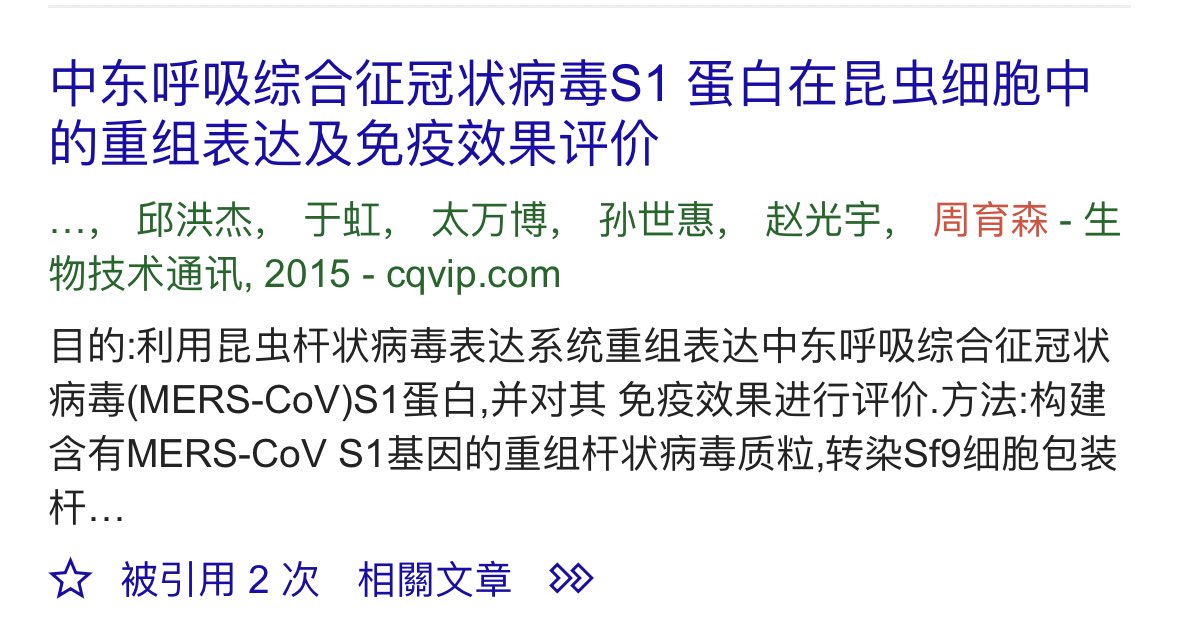 中东呼吸综合征冠状病毒S1 蛋白在昆虫细胞中
的重组表达及免疫效果评价
…， 邱洪杰， 于虹， 太万博， 孙世惠， 赵光宇， 周育森 - 生
物技术通讯, 2015 - cqvip.com
目的:利用昆虫杆状病毒表达系统重组表达中东呼吸综合征冠状
病毒(MERS-CoV)S1蛋白,并对其 免疫效果进行评价.方法:构建
含有MERS-CoV S1基因的重组杆状病毒质粒,转染Sf9细胞包装
杆…
被引用 2 次 相關文章